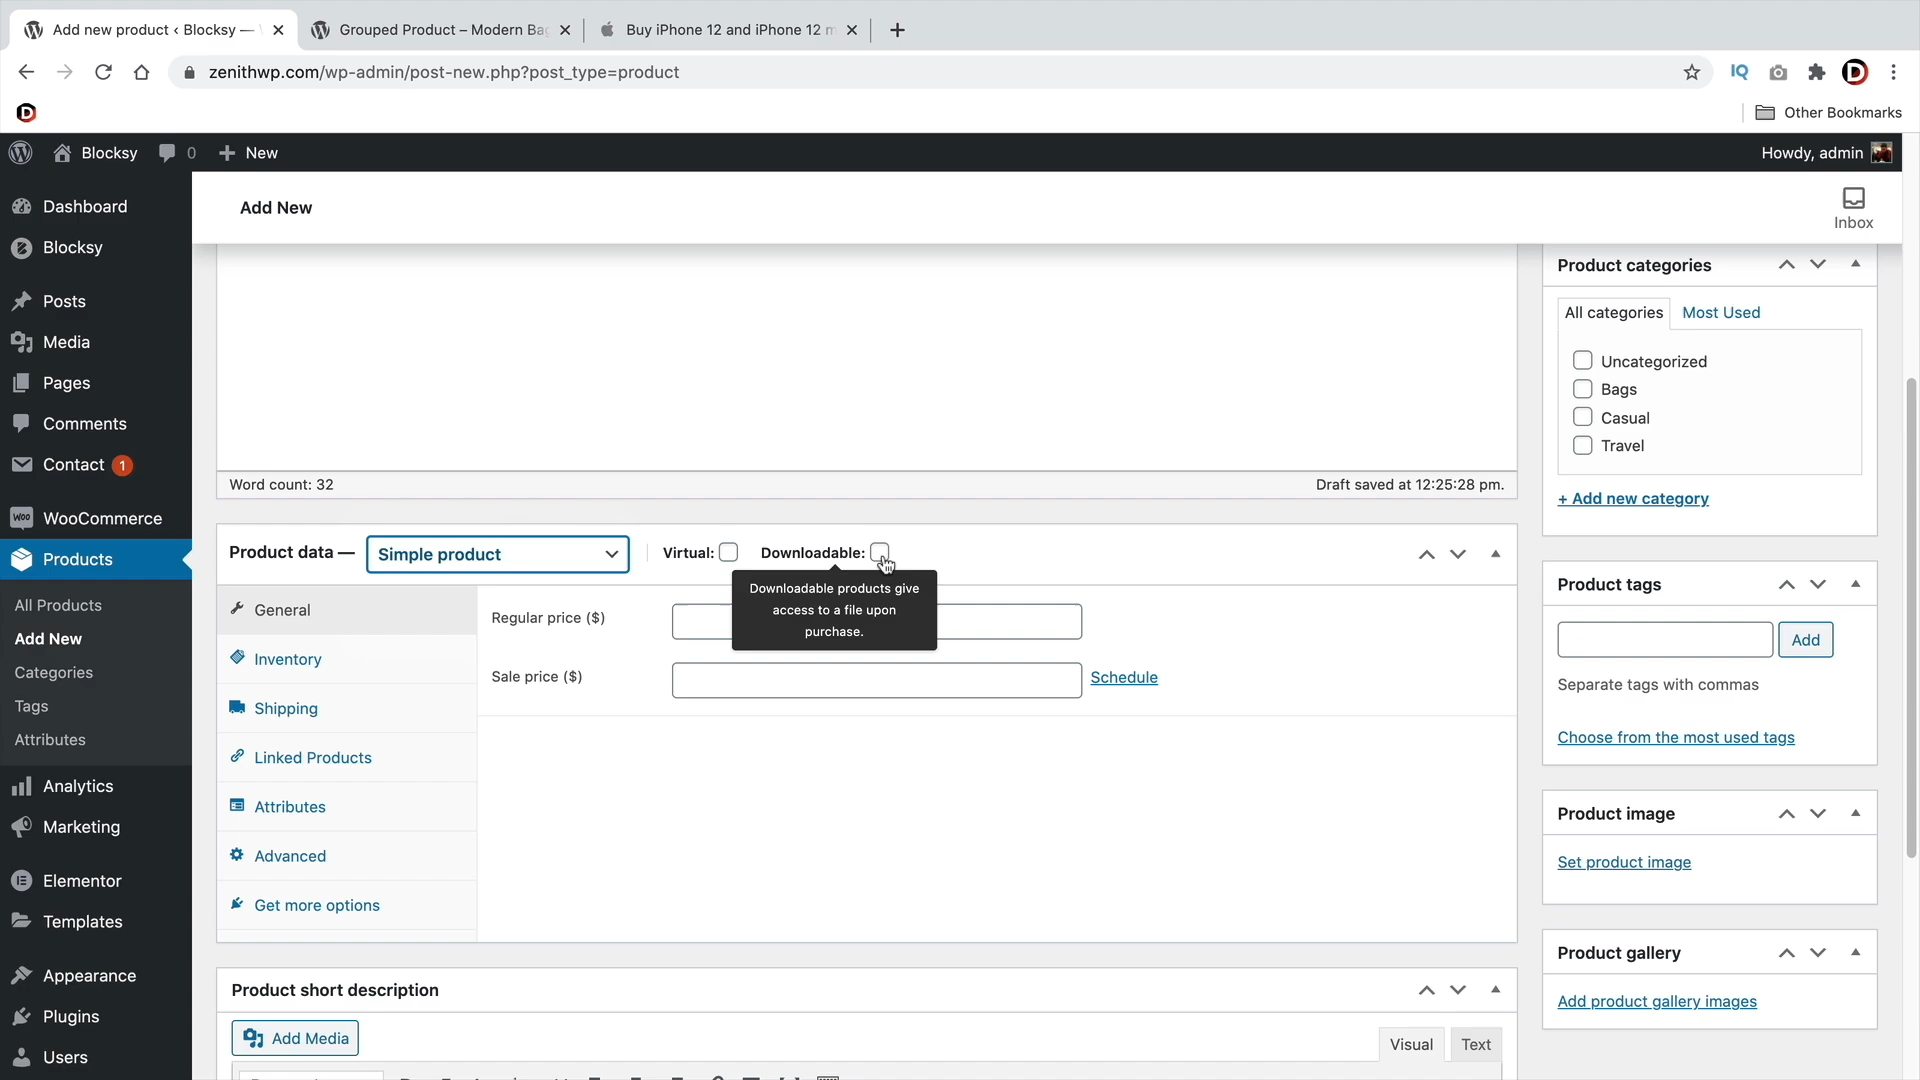 Add new product ‹ Blocksy —
Grouped Product – Modern Bag
Buy iPhone 12 and iPhone 12 m
zenithwp.com/wp-admin/post-new.php?post_type=product
IQ
D
D
Other Bookmarks
Blocksy
0
New
Howdy, admin
Dashboard
Blocksy
Posts
Media
Pages
Comments
Contact 1
WooCommerce
Products
All Products
Add New
Categories
Tags
Attributes
Analytics
Marketing
Elementor
Templates
Appearance
Plugins
Users
Add New
Inbox
Word count: 32
Draft saved at 12:25:28 pm.
Product data —
Simple product
Virtual:
Downloadable:
Downloadable products give
access to a file upon
purchase.
General
Inventory
Shipping
Linked Products
Attributes
Advanced
Get more options
Regular price ($)
Sale price ($)
Schedule
Product short description
Add Media
Visual
Text
Product categories
All categories
Most Used
Uncategorized
Bags
Casual
Travel
+ Add new category
Product tags
Add
Separate tags with commas
Choose from the most used tags
Product image
Set product image
Product gallery
Add product gallery images